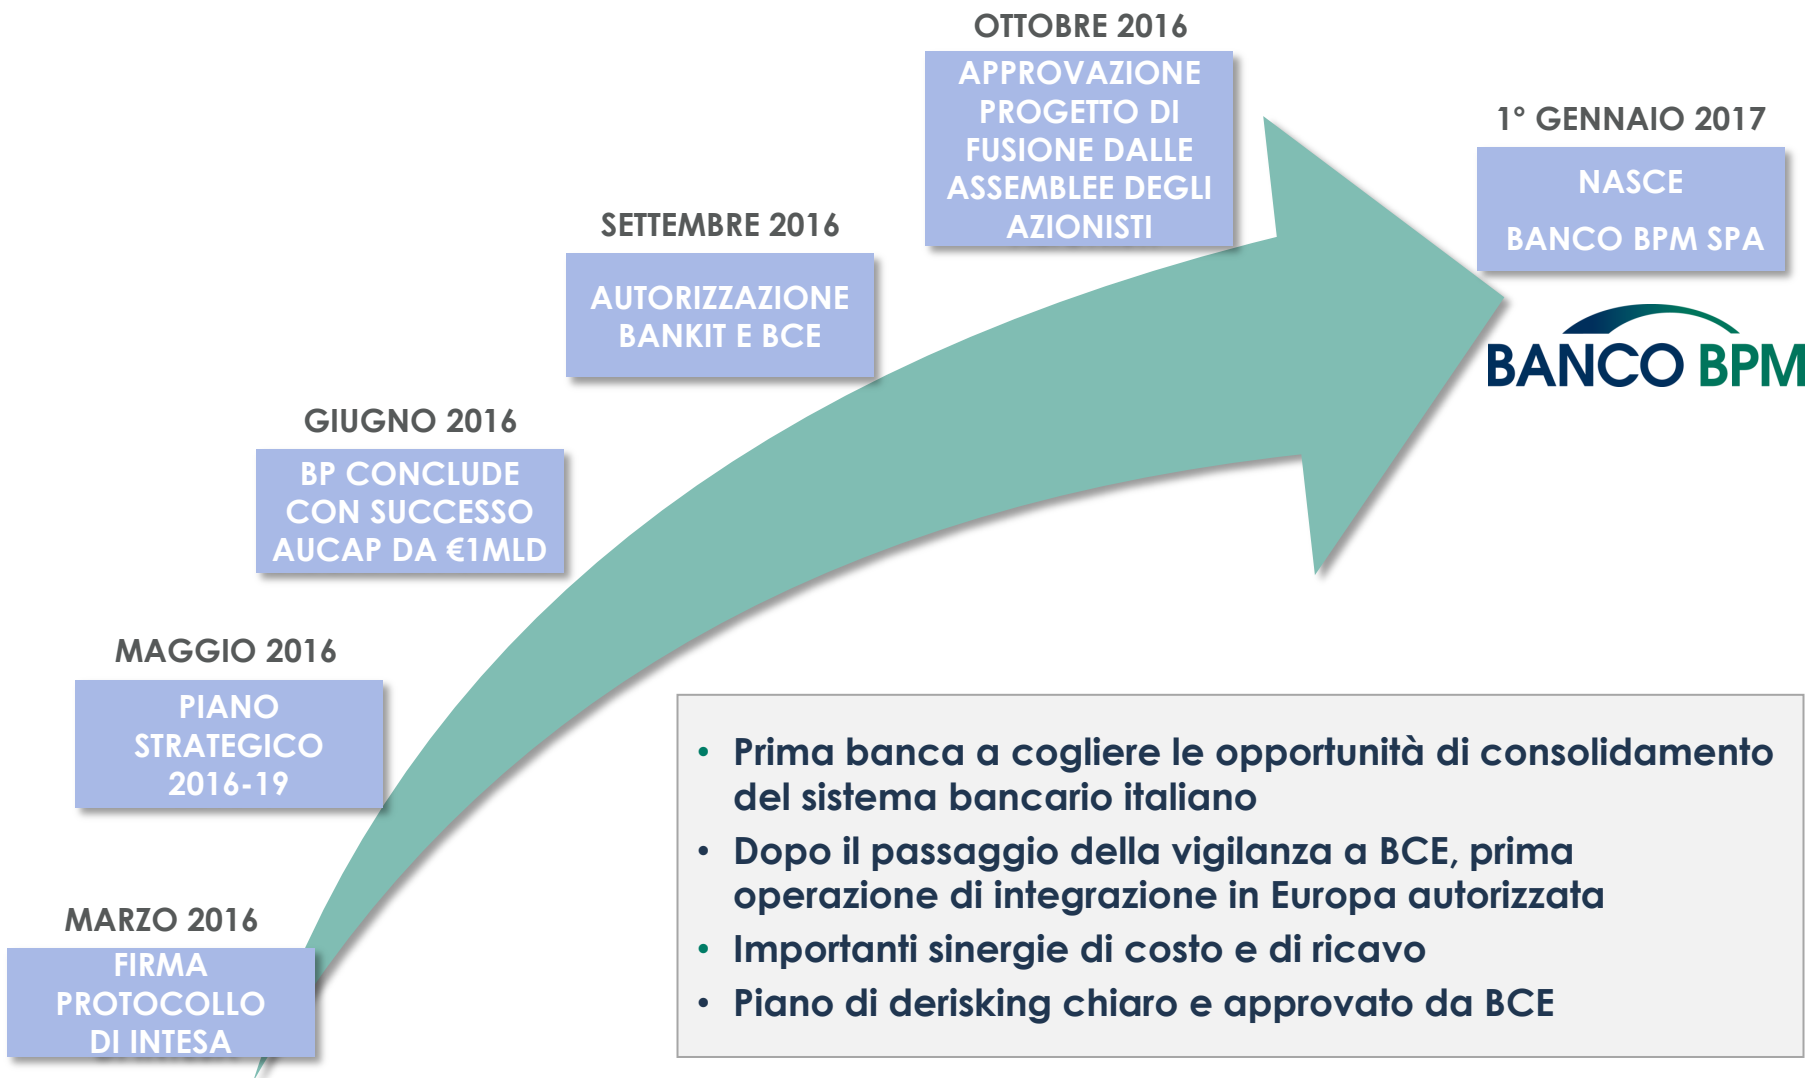 OTTOBRE 2016
APPROVAZIONE
PROGETTO DI
FUSIONE DALLE
ASSEMBLEE DEGLI
AZIONISTI
1° GENNAIO 2017
NASCE
BANCO BPM SPA
BANCO BPM
SETTEMBRE 2016
AUTORIZZAZIONE
BANKIT E BCE
GIUGNO 2016
BP CONCLUDE
CON SUCCESSO
AUCAP DA €1MLD
MAGGIO 2016
PIANO
STRATEGICO
2016-19
MARZO 2016
FIRMA
PROTOCOLLO
DI INTESA
• Prima banca a cogliere le opportunità di consolidamento
del sistema bancario italiano
• Dopo il passaggio della vigilanza a BCE, prima
operazione di integrazione in Europa autorizzata
• Importanti sinergie di costo e di ricavo
• Piano di derisking chiaro e approvato da BCE